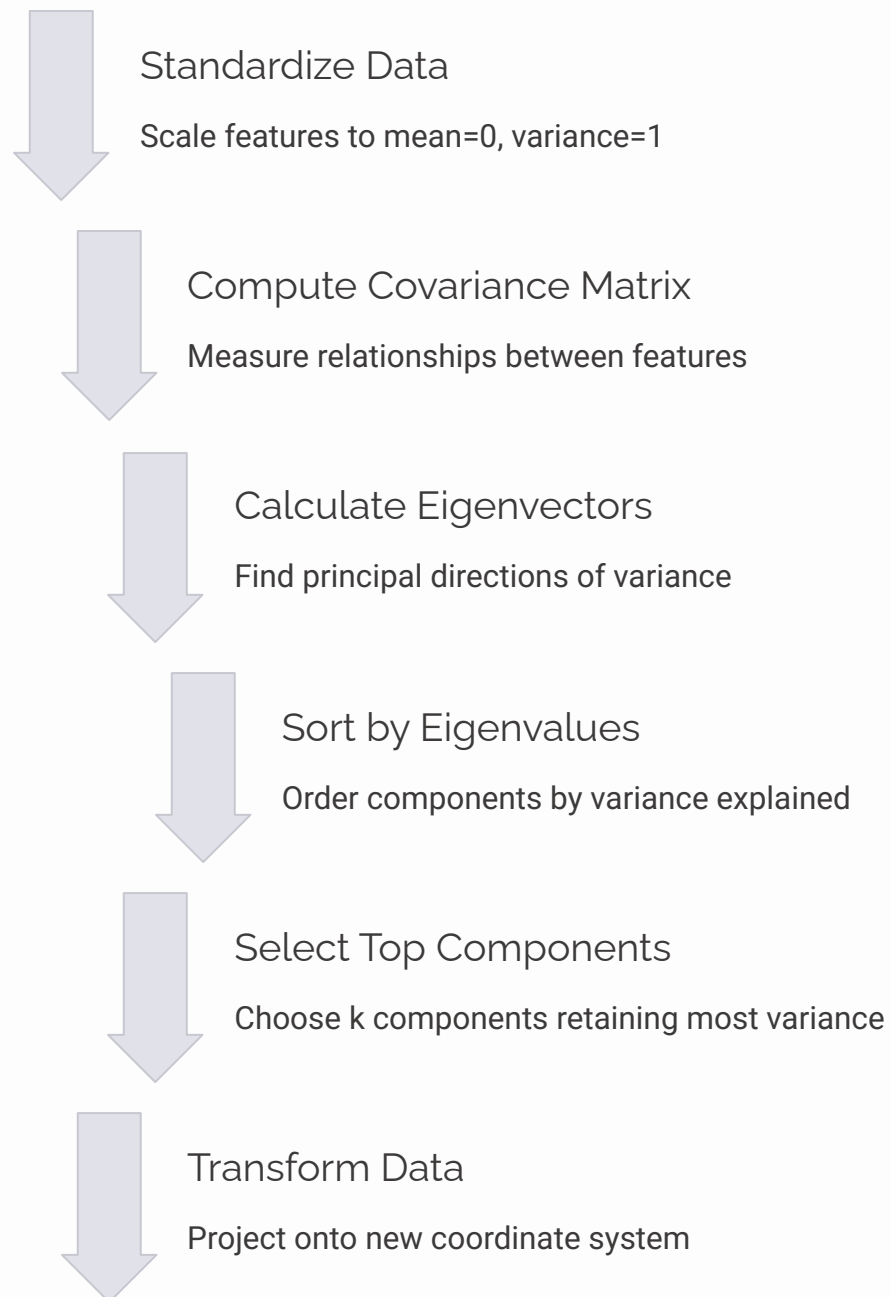 Standardize Data
Scale features to mean=0, variance=1
Compute Covariance Matrix
Measure relationships between features
Calculate Eigenvectors
Find principal directions of variance
Sort by Eigenvalues
Order components by variance explained
Select Top Components
Choose k components retaining most variance
Transform Data
Project onto new coordinate system